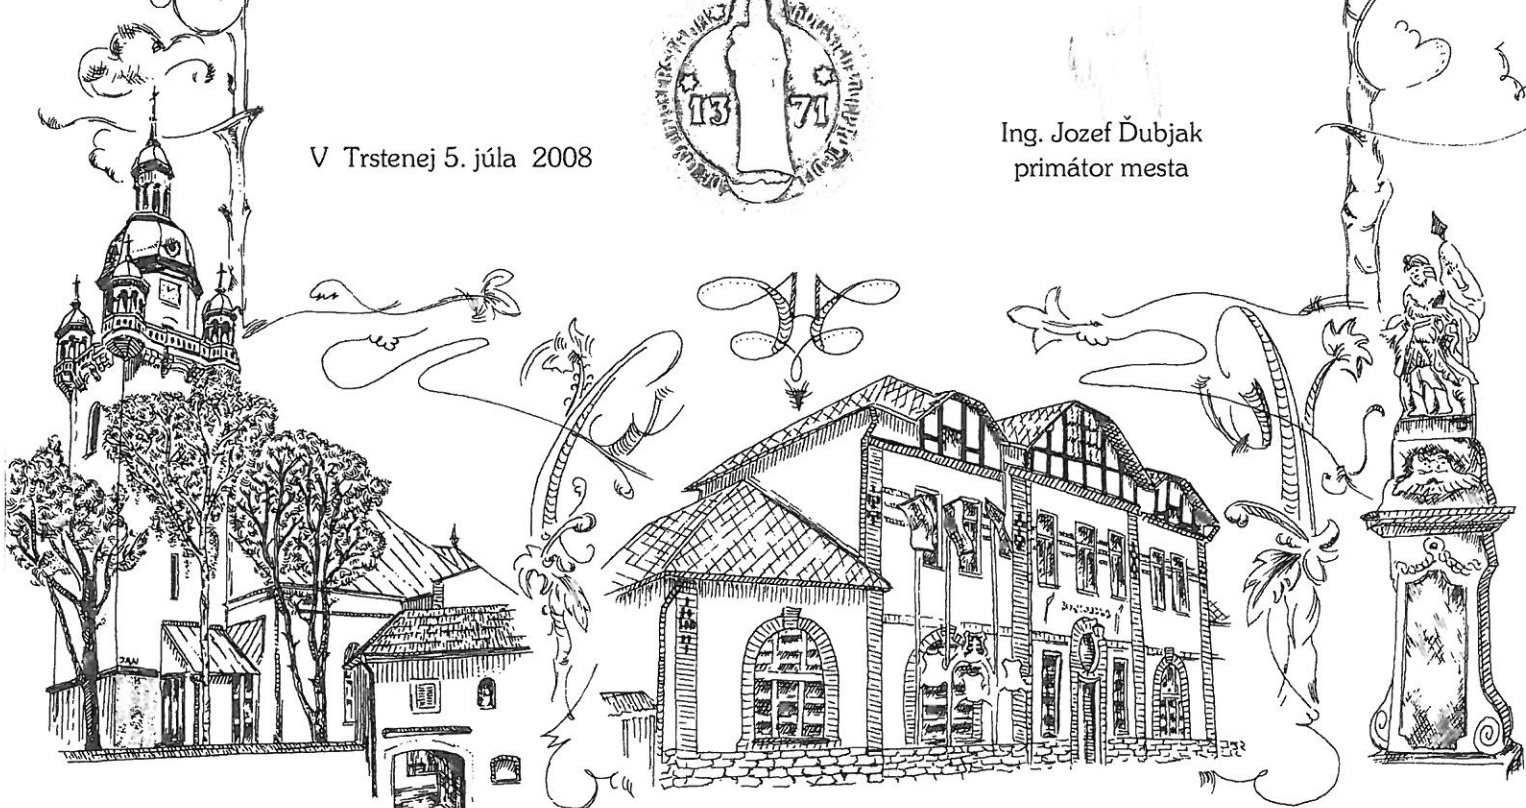 V Trstenej 5. júla 2008
13 71
Ing. Jozef Ďubjak
primátor mesta